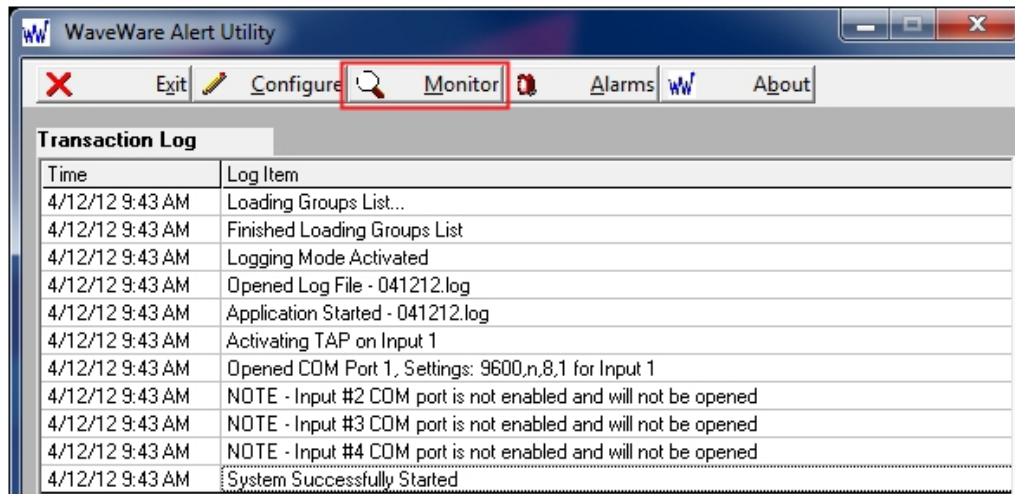 WaveWare Alert Utility
Exit Configure Monitor Alarms About
Transaction Log
Time Log Item
4/12/12 9:43 AM Loading Groups List...
4/12/12 9:43 AM Finished Loading Groups List
4/12/12 9:43 AM Logging Mode Activated
4/12/12 9:43 AM Opened Log File - 041212.log
4/12/12 9:43 AM Application Started - 041212.log
4/12/12 9:43 AM Activating TAP on Input 1
4/12/12 9:43 AM Opened COM Port 1, Settings: 9600,n,8,1 for Input 1
4/12/12 9:43 AM NOTE - Input #2 COM port is not enabled and will not be opened
4/12/12 9:43 AM NOTE - Input #3 COM port is not enabled and will not be opened
4/12/12 9:43 AM NOTE - Input #4 COM port is not enabled and will not be opened
4/12/12 9:43 AM System Successfully Started